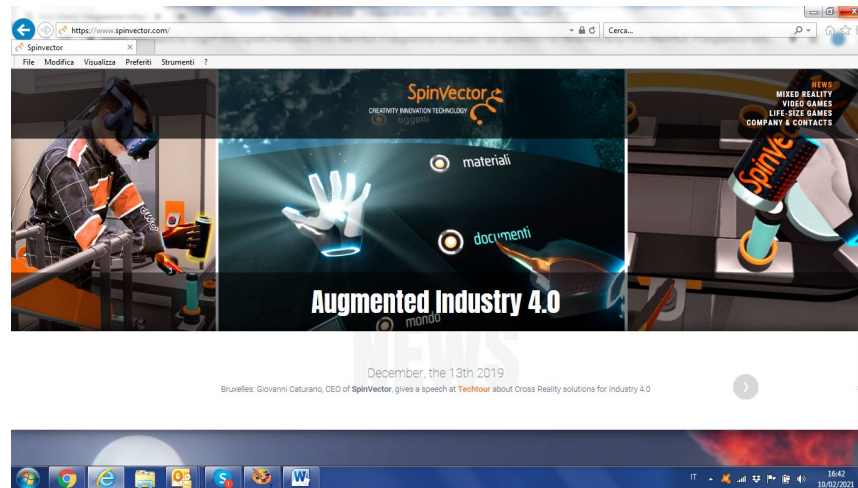 https://www.spinvector.com/
Cerca...
Spinvector
File Modifica Visualizza Preferiti Strumenti ?
SpinVector
CREATIVITY INNOVATION TECHNOLOGY
oggetti
NEWS
MIXED REALITY
VIDEO GAMES
LIFE-SIZE GAMES
COMPANY & CONTACTS
materiali
documenti
SpinVector
Augmented Industry 4.0
mondo
NEWS
December, the 13th 2019
Bruxelles: Giovanni Caturano, CEO of SpinVector, gives a speech at Techtour about Cross Reality solutions for Industry 4.0
IT
16:42
10/02/2021